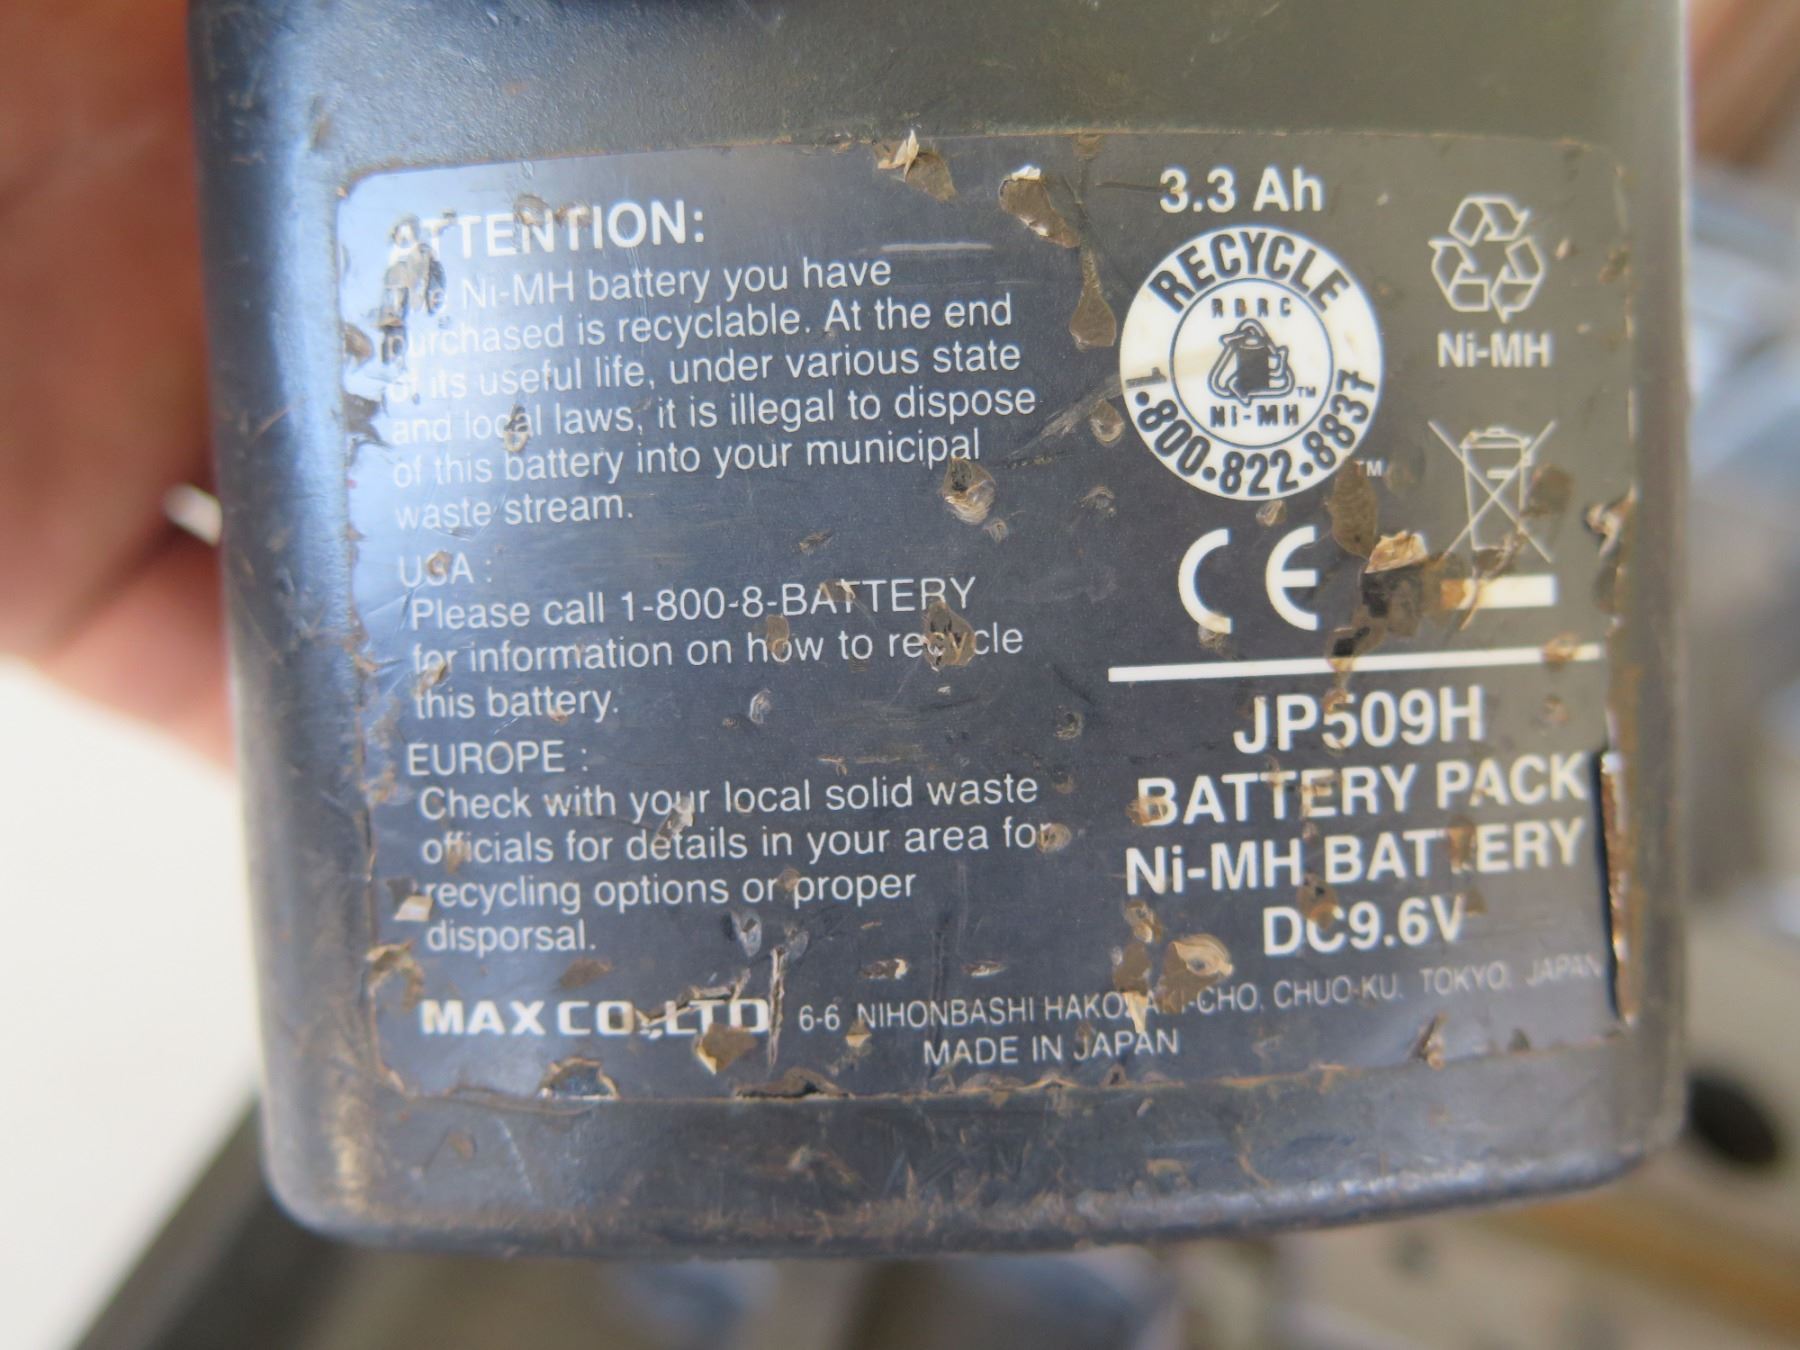 ATTENTION:
The Ni-MH battery you have
purchased is recyclable. At the end
of its useful life, under various state
and local laws, it is illegal to dispose
of this battery into your municipal
waste stream.
USA :
Please call 1-800-8-BATTERY
for information on how to recycle
this battery.
EUROPE :
Check with your local solid waste
officials for details in your area for
recycling options or proper
disporsal.
3.3 Ah
RECYCLE
RBRC
TM
Ni-MH
1.800.822.8837
TM
Ni-MH
CE
JP509H
BATTERY PACK
Ni-MH BATTERY
DC9.6V
MAX CO.,LTD 6-6 NIHONBASHI HAKOZAKI-CHO, CHUO-KU, TOKYO, JAPAN
MADE IN JAPAN